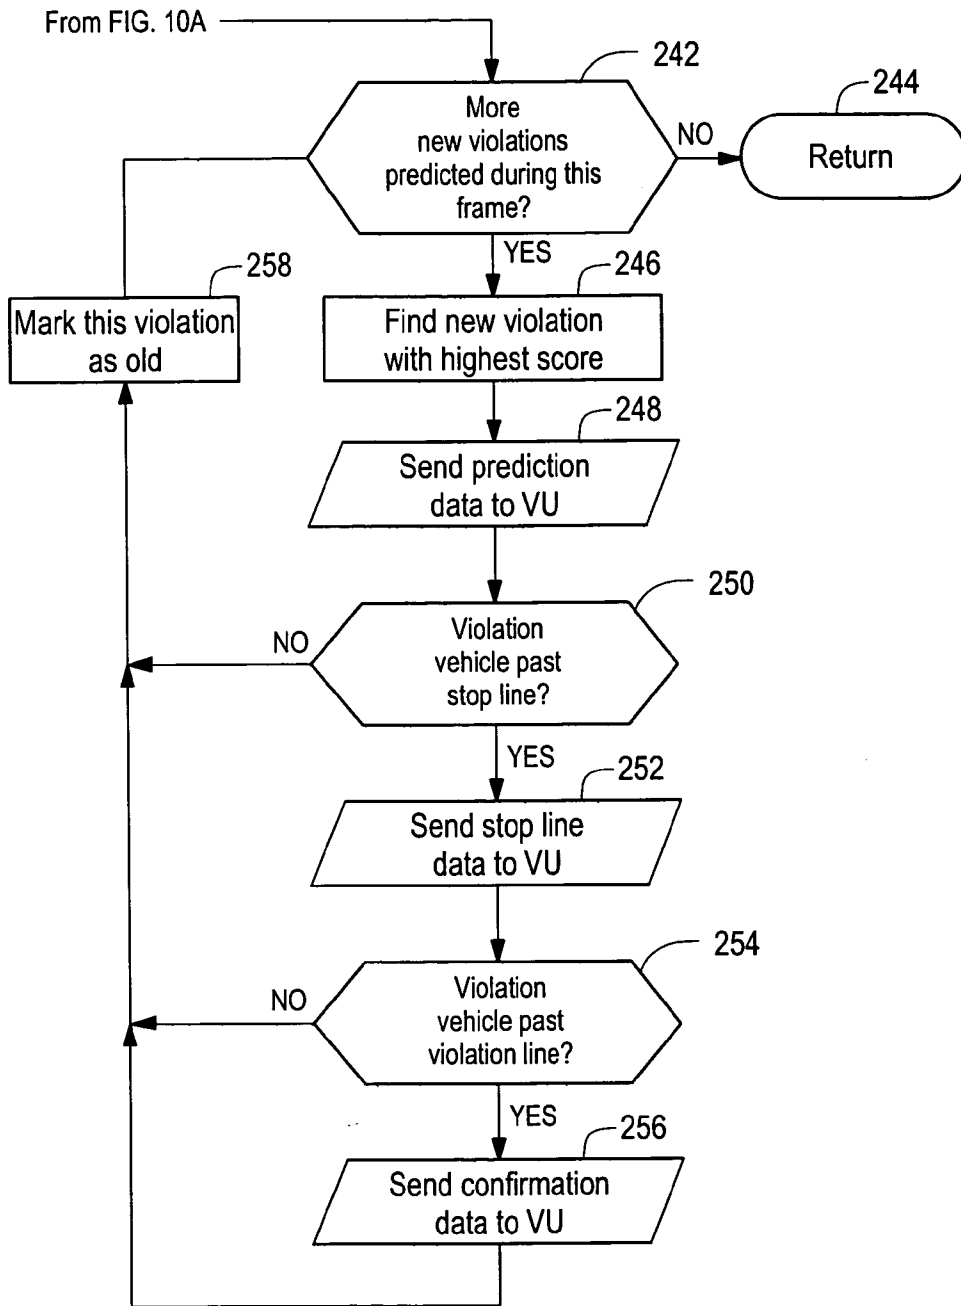 From FIG. 10A
242
More
new violations
predicted during this
frame?
NO
244
Return
YES
258
Mark this violation
as old
246
Find new violation
with highest score
248
Send prediction
data to VU
250
Violation
vehicle past
stop line?
NO
YES
252
Send stop line
data to VU
254
Violation
vehicle past
violation line?
NO
YES
256
Send confirmation
data to VU